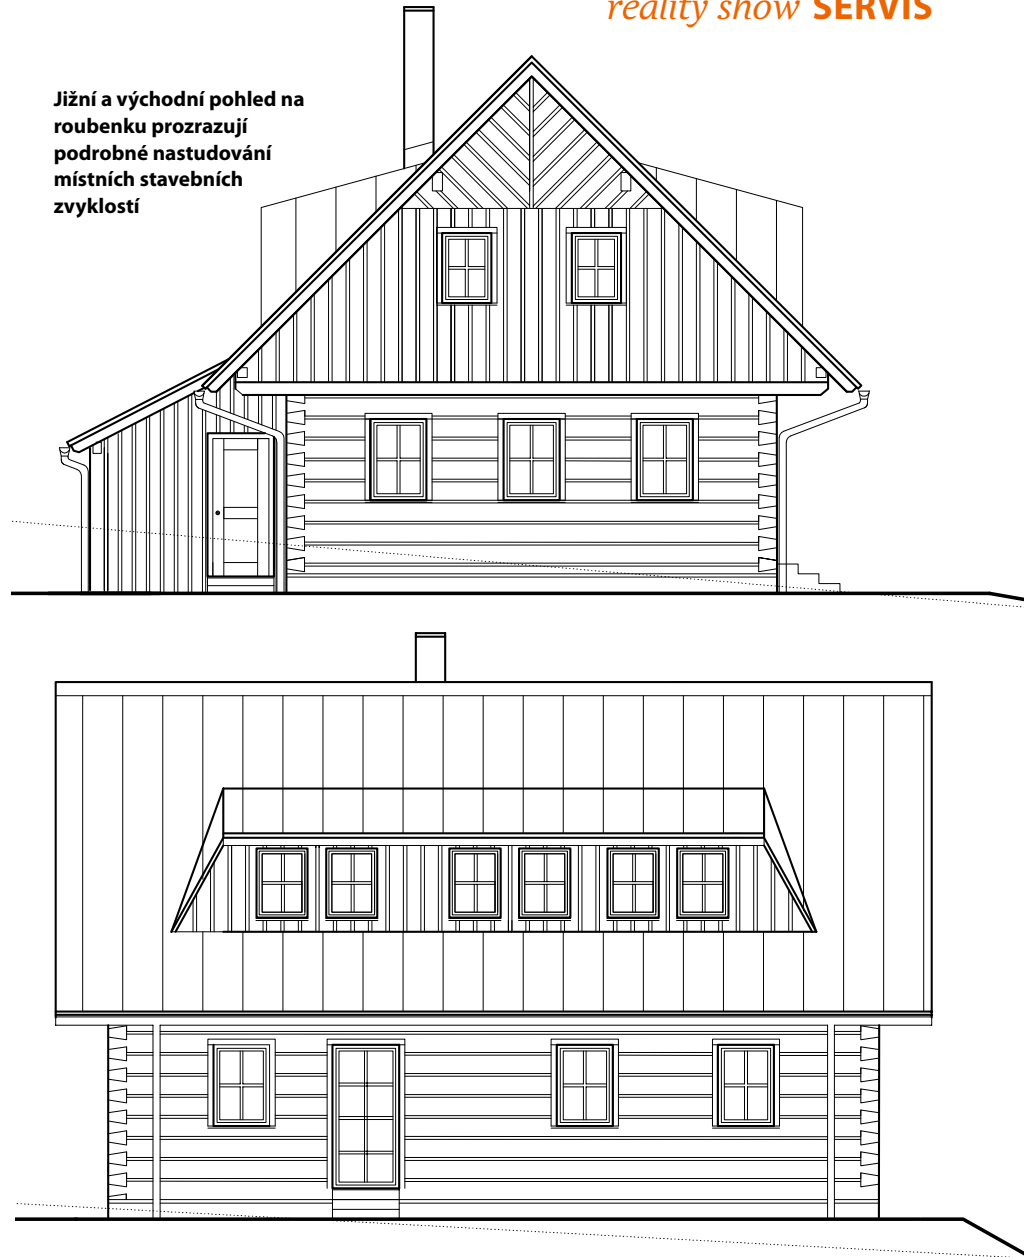 reality show SERVIS
Jižní a východní pohled na
roubenku prozrazují
podrobné nastudování
místních stavebních
zvyklostí